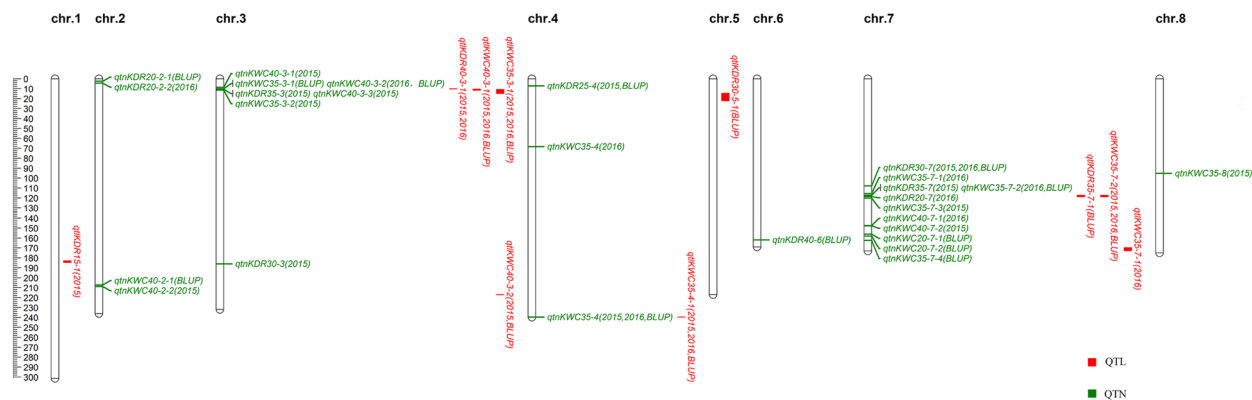 chr.1
chr.2
chr.3
chr.4
chr.5
chr.6
chr.7
chr.8
0
10
20
30
40
50
60
70
80
90
100
110
120
130
140
150
160
170
180
190
200
210
220
230
240
250
260
270
280
290
300
qtlKDR15-1(2015)
qtnKDR20-2-1(BLUP)
qtnKDR20-2-2(2016)
qtnKWC40-2-1(BLUP)
qtnKWC40-2-2(2015)
qtnKWC40-3-1(2015)
qtnKWC35-3-1(BLUP) qtnKWC40-3-2(2016, BLUP)
qtnKDR35-3(2015) qtnKWC40-3-3(2015)
qtnKWC35-3-2(2015)
qtnKDR30-3(2015)
qtlKDR40-3-1(2015,2016)
qtlKWC40-3-1(2015,2016,BLUP)
qtlKWC35-3-1(2015,2016,BLIP)
qtlKWC40-3-2(2015,BLUP)
qtnKDR25-4(2015,BLUP)
qtnKWC35-4(2016)
qtnKWC35-4(2015,2016,BLUP)
qtlKWC35-4-1(2015,2016,BLUP)
qtlKDR30-5-1(BLUP)
qtnKDR40-6(BLUP)
qtnKDR30-7(2015,2016,BLUP)
qtnKWC35-7-1(2016)
qtnKDR35-7(2015) qtnKWC35-7-2(2016,BLUP)
qtnKDR20-7(2016)
qtnKWC35-7-3(2015)
qtnKWC40-7-1(2016)
qtnKWC40-7-2(2015)
qtnKWC20-7-1(BLUP)
qtnKWC20-7-2(BLUP)
qtnKWC35-7-4(BLUP)
qtlKDR35-7-1(BLUP)
qtlKWC35-7-2(2015,2016,BLUP)
qtlKWC35-7-1(2016)
qtnKWC35-8(2015)
QTL
QTN